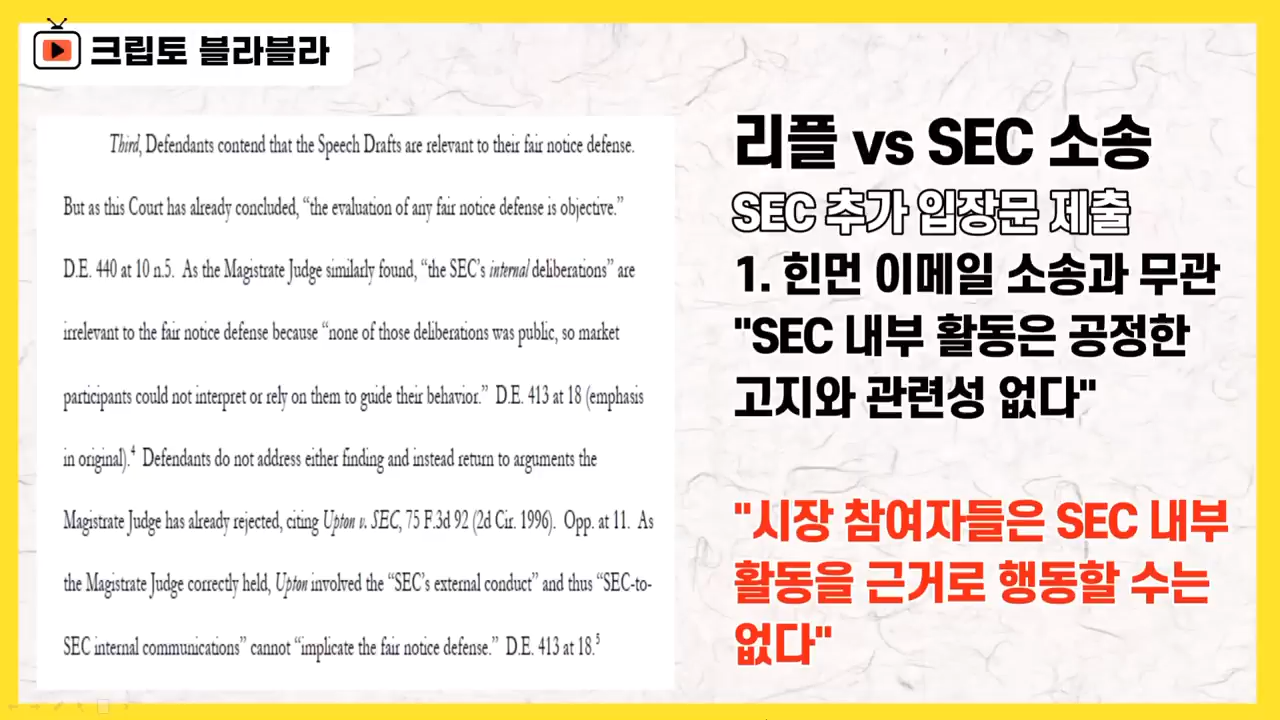 크립토 블라블라
Third, Defendants contend that the Speech Drafts are relevant to their fair notice defense.
But as this Court has already concluded, “the evaluation of any fair notice defense is objective.”
D.E. 440 at 10 n.5. As the Magistrate Judge similarly found, “the SEC’s internal deliberations” are
irrelevant to the fair notice defense because “none of those deliberations was public, so market
participants could not interpret or rely on them to guide their behavior.” D.E. 413 at 18 (emphasis
in original).4 Defendants do not address either finding and instead return to arguments the
Magistrate Judge has already rejected, citing Upton v. SEC, 75 F.3d 92 (2d Cir. 1996). Opp. at 11. As
the Magistrate Judge correctly held, Upton involved the “SEC’s external conduct” and thus “SEC-to-
SEC internal communications” cannot “implicate the fair notice defense.” D.E. 413 at 18.5
리플 vs SEC 소송
SEC 추가 입장문 제출
1. 힌먼 이메일 소송과 무관
"SEC 내부 활동은 공정한
고지와 관련성 없다"
"시장 참여자들은 SEC 내부
활동을 근거로 행동할 수는
없다"